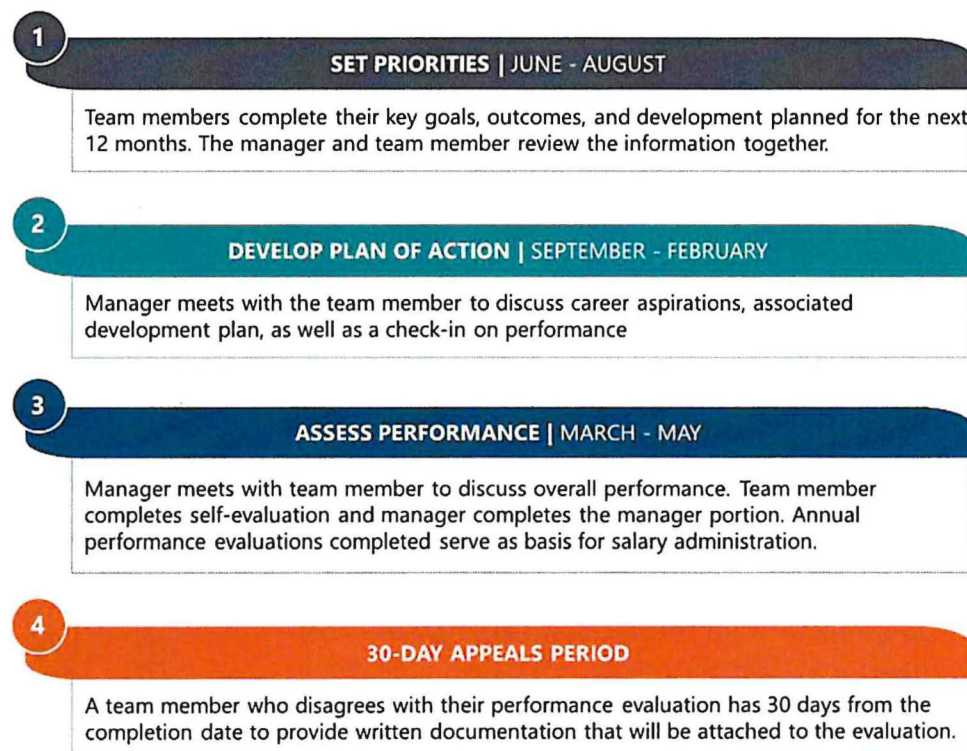 1
SET PRIORITIES | JUNE - AUGUST
Team members complete their key goals, outcomes, and development planned for the next
12 months. The manager and team member review the information together.
2
DEVELOP PLAN OF ACTION | SEPTEMBER - FEBRUARY
Manager meets with the team member to discuss career aspirations, associated
development plan, as well as a check-in on performance
3
ASSESS PERFORMANCE | MARCH - MAY
Manager meets with team member to discuss overall performance. Team member
completes self-evaluation and manager completes the manager portion. Annual
performance evaluations completed serve as basis for salary administration.
4
30-DAY APPEALS PERIOD
A team member who disagrees with their performance evaluation has 30 days from the
completion date to provide written documentation that will be attached to the evaluation.